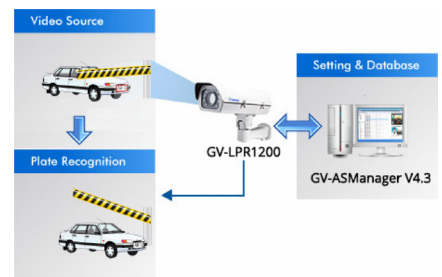 Video Source
Setting & Database
GV-LPR1200
GV-ASManager V4.3
Plate Recognition